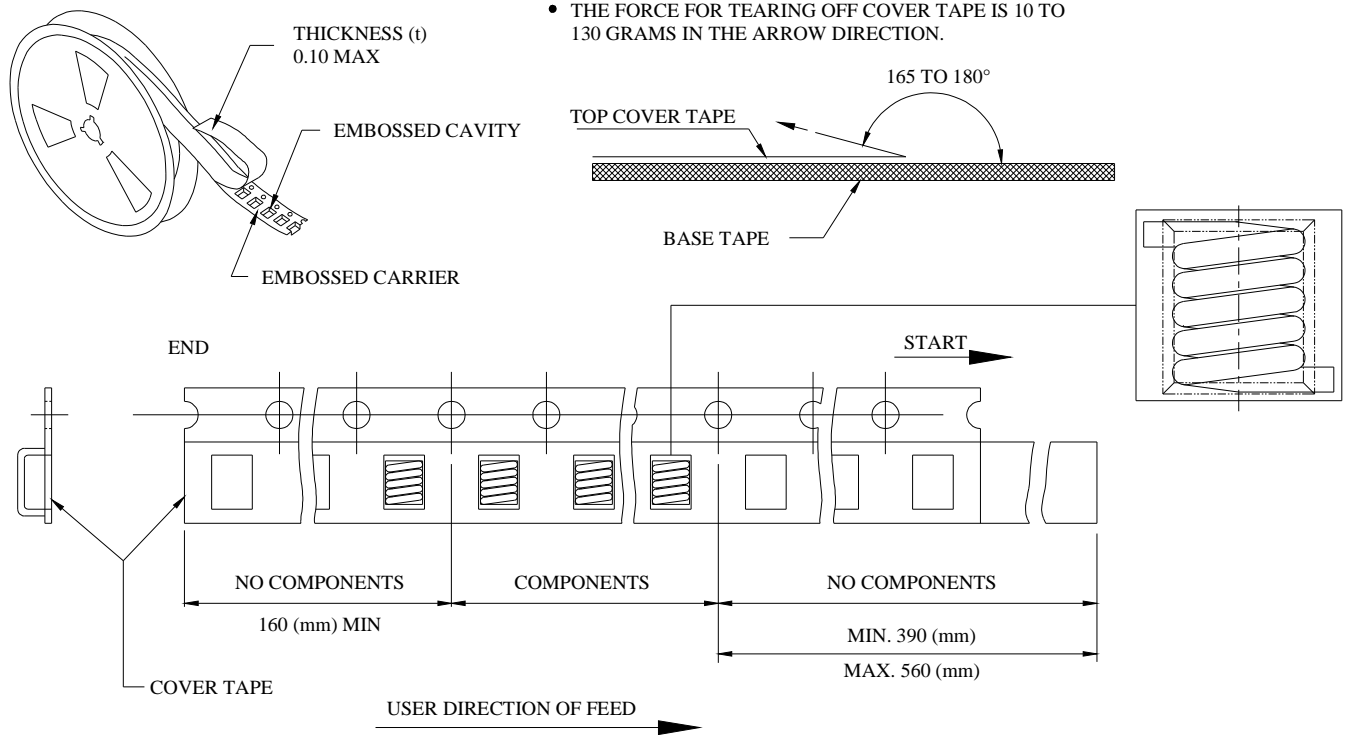 • THE FORCE FOR TEARING OFF COVER TAPE IS 10 TO
130 GRAMS IN THE ARROW DIRECTION.
THICKNESS (t)
0.10 MAX
165 TO 180°
TOP COVER TAPE
EMBOSSED CAVITY
BASE TAPE
EMBOSSED CARRIER
START
END
NO COMPONENTS
COMPONENTS
NO COMPONENTS
160 (mm) MIN
MIN. 390 (mm)
MAX. 560 (mm)
COVER TAPE
USER DIRECTION OF FEED